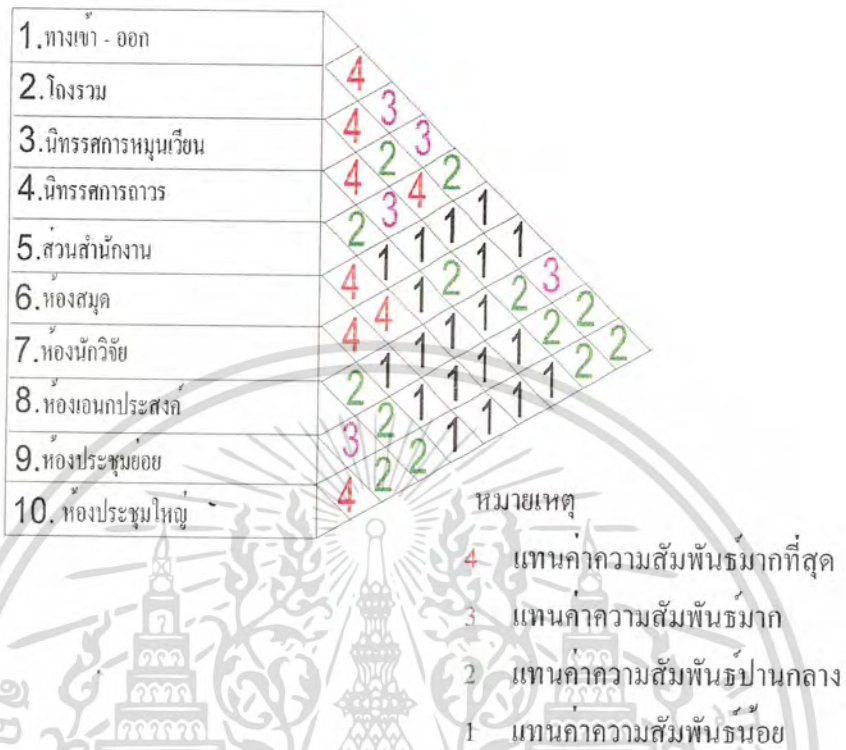 1.ทางเข้า - ออก
2.โถงรวม
3.นิทรรศการหมุนเวียน
4.นิทรรศการถาวร
5.ส่วนสำนักงาน
6.ห้องสมุด
7.ห้องนักวิจัย
8.ห้องเอนกประสงค์
9.ห้องประชุมย่อย
10. ห้องประชุมใหญ่
4
3
4 3
2 2
4 4 1
3 1
2 1 1
1 2 1 3
4 1 2
4 1 1 2 2
4 1 1 2
1 1 1 1 2
2 1 1
2 1 1
3 2 1
2
4
หมายเหตุ
4 แทนค่าความสัมพันธ์มากที่สุด
3 แทนค่าความสัมพันธ์มาก
2 แทนค่าความสัมพันธ์ปานกลาง
1 แทนค่าความสัมพันธ์น้อย